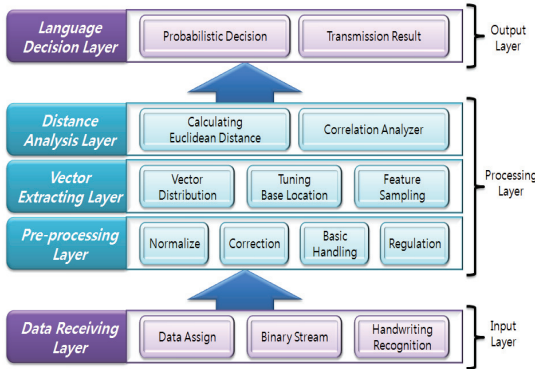 Language
Decision Layer
Probabilistic Decision
Transmission Result
Output
Layer
Distance
Analysis Layer
Calculating
Euclidean Distance
Correlation Analyzer
Vector
Extracting Layer
Vector
Distribution
Tuning
Base Location
Feature
Sampling
Processing
Layer
Pre-processing
Layer
Normalize
Correction
Basic
Handling
Regulation
Data Receiving
Layer
Data Assign
Binary Stream
Handwriting
Recognition
Input
Layer